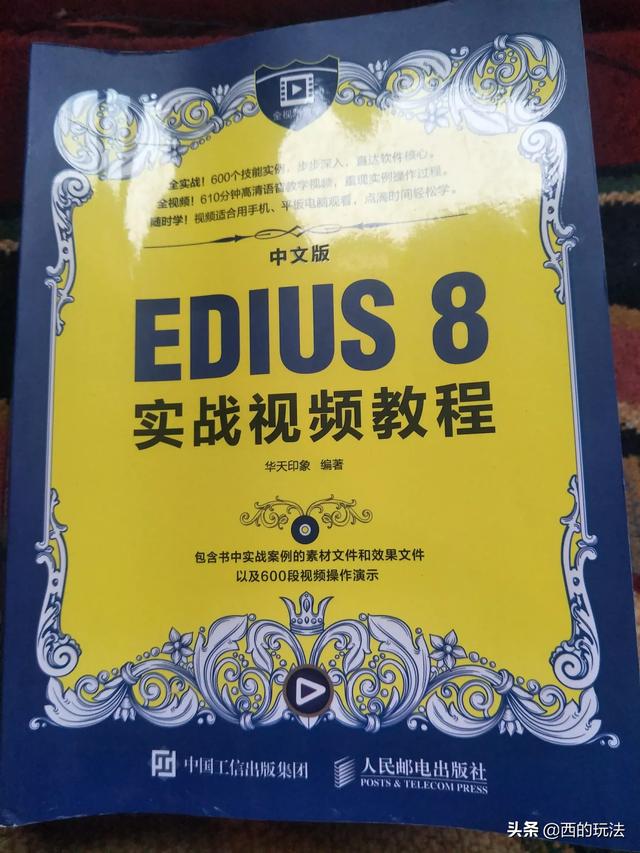 全视频
全实战！600个技能实例，步步深入，直达软件核心。
全视频！610分钟高清语音教学视频，重现实例操作过程。
随时学！视频适合用手机、平板电脑观看，点滴时间轻松学。
中文版
EDIUS 8
实战视频教程
华天印象 编著
包含书中实战案例的素材文件和效果文件
以及600段视频操作演示
中国工信出版集团
人民邮电出版社
POSTS & TELECOM PRESS
头条 @西的玩法